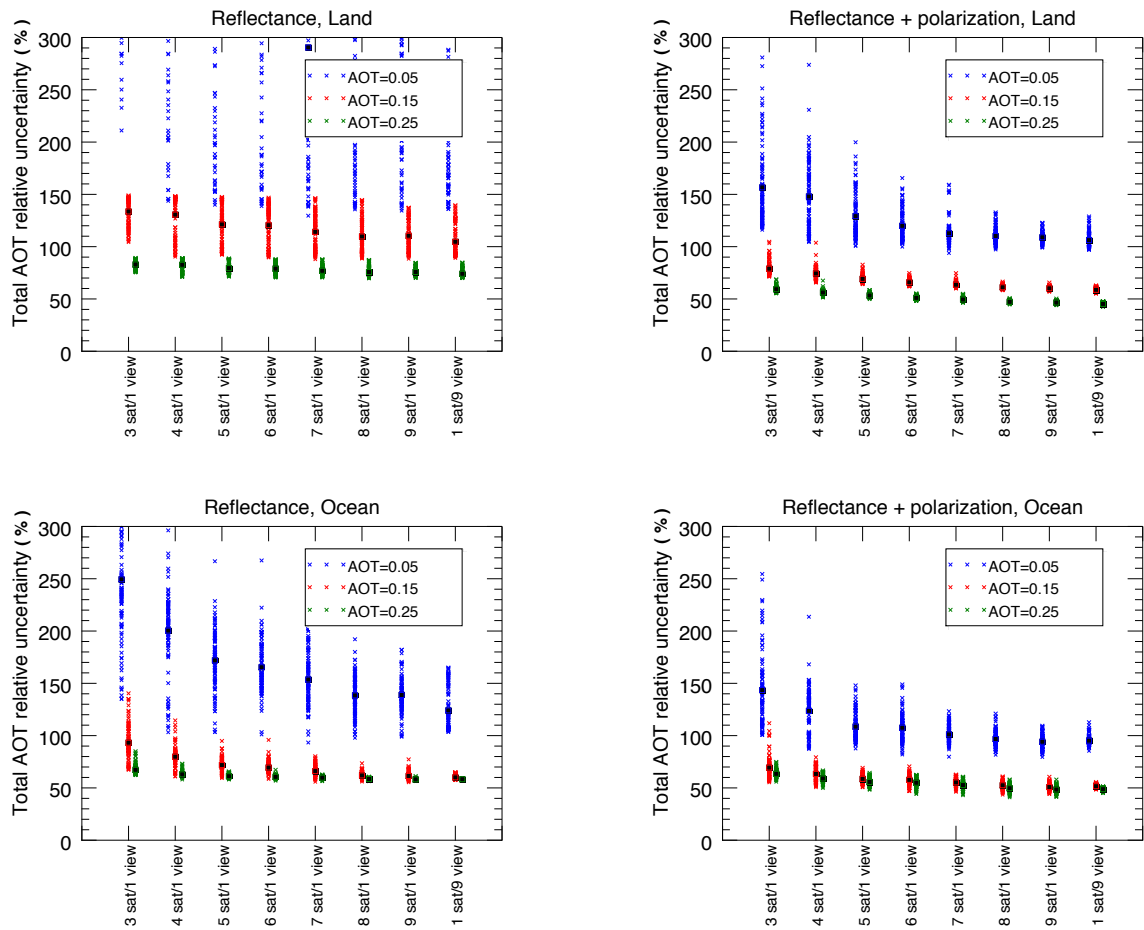 Reflectance, Land
Total AOT relative uncertainty (%)
300
250
200
150
100
50
0
AOT=0.05
AOT=0.15
AOT=0.25
3 sat/1 view
4 sat/1 view
5 sat/1 view
6 sat/1 view
7 sat/1 view
8 sat/1 view
9 sat/1 view
1 sat/9 view
Reflectance + polarization, Land
Total AOT relative uncertainty (%)
300
250
200
150
100
50
0
AOT=0.05
AOT=0.15
AOT=0.25
3 sat/1 view
4 sat/1 view
5 sat/1 view
6 sat/1 view
7 sat/1 view
8 sat/1 view
9 sat/1 view
1 sat/9 view
Reflectance, Ocean
Total AOT relative uncertainty (%)
300
250
200
150
100
50
0
AOT=0.05
AOT=0.15
AOT=0.25
3 sat/1 view
4 sat/1 view
5 sat/1 view
6 sat/1 view
7 sat/1 view
8 sat/1 view
9 sat/1 view
1 sat/9 view
Reflectance + polarization, Ocean
Total AOT relative uncertainty (%)
300
250
200
150
100
50
0
AOT=0.05
AOT=0.15
AOT=0.25
3 sat/1 view
4 sat/1 view
5 sat/1 view
6 sat/1 view
7 sat/1 view
8 sat/1 view
9 sat/1 view
1 sat/9 view